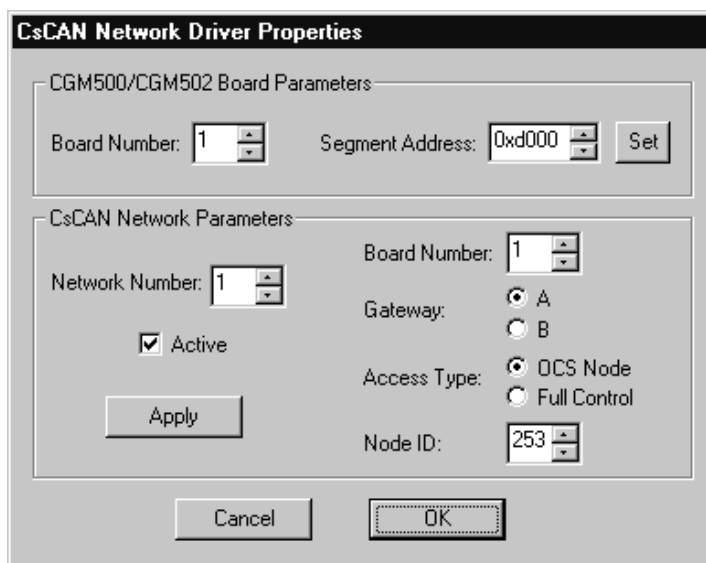 CsCAN Network Driver Properties
CGM500/CGM502 Board Parameters
Board Number: 1
Segment Address: 0xd000
Set
CsCAN Network Parameters
Network Number: 1
Active
Apply
Board Number: 1
Gateway:
A
B
Access Type:
OCS Node
Full Control
Node ID: 253
Cancel
OK